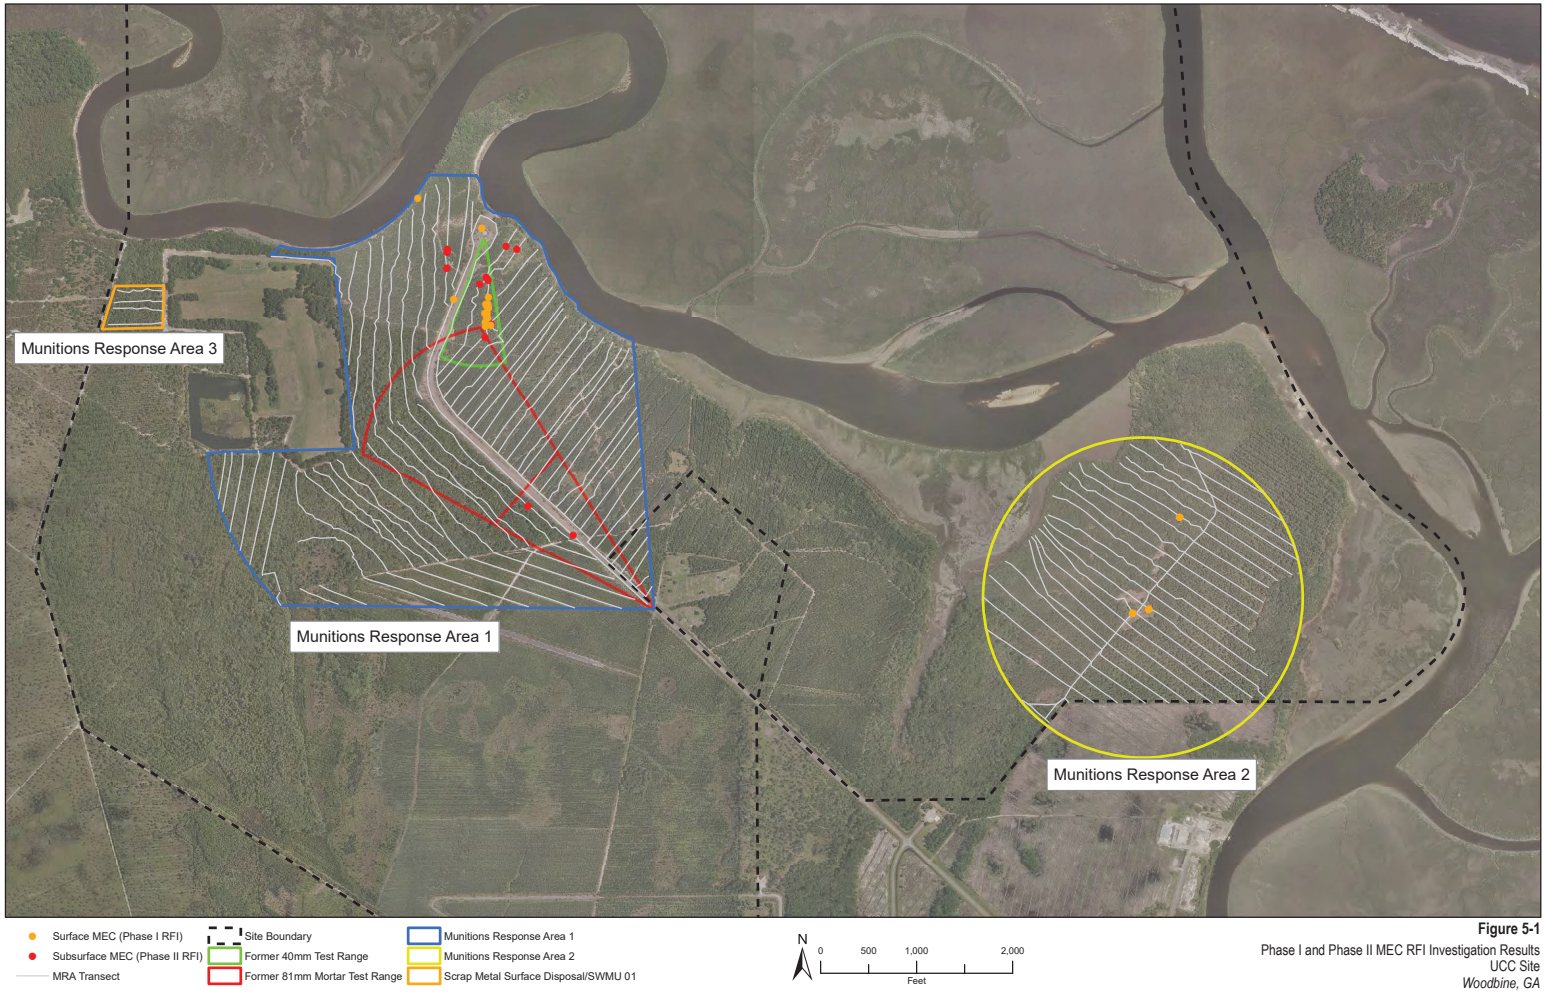 Munitions Response Area 3
Munitions Response Area 1
Munitions Response Area 2
Surface MEC (Phase I RFI)
Subsurface MEC (Phase II RFI)
MRA Transect
Site Boundary
Former 40mm Test Range
Former 81mm Mortar Test Range
Munitions Response Area 1
Munitions Response Area 2
Scrap Metal Surface Disposal/SWMU 01
N
0 500 1,000 2,000
Feet
Figure 5-1
Phase I and Phase II MEC RFI Investigation Results
UCC Site
Woodbine, GA